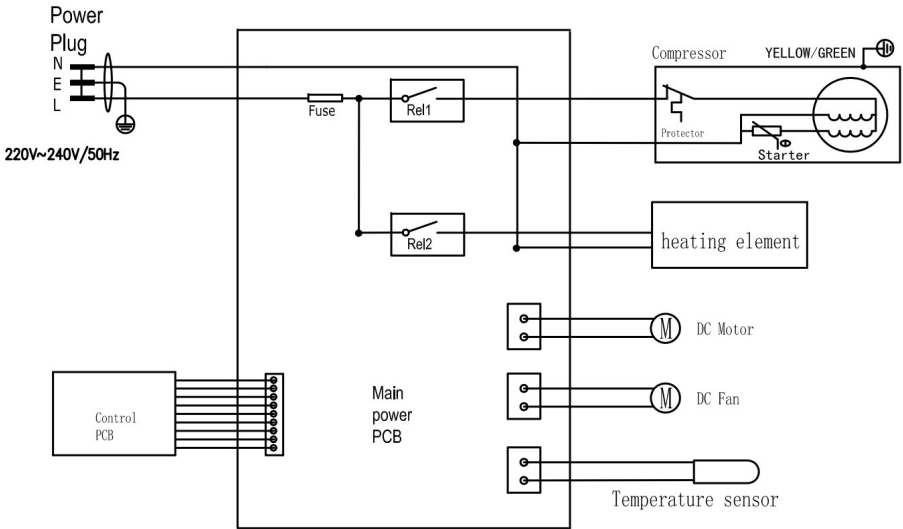 Power
Plug
N
E
L
220V~240V/50Hz
Fuse
Rel1
Rel2
Compressor
YELLOW/GREEN
Protector
Starter
θ
heating element
M
DC Motor
M
DC Fan
Temperature sensor
Control
PCB
Main
power
PCB